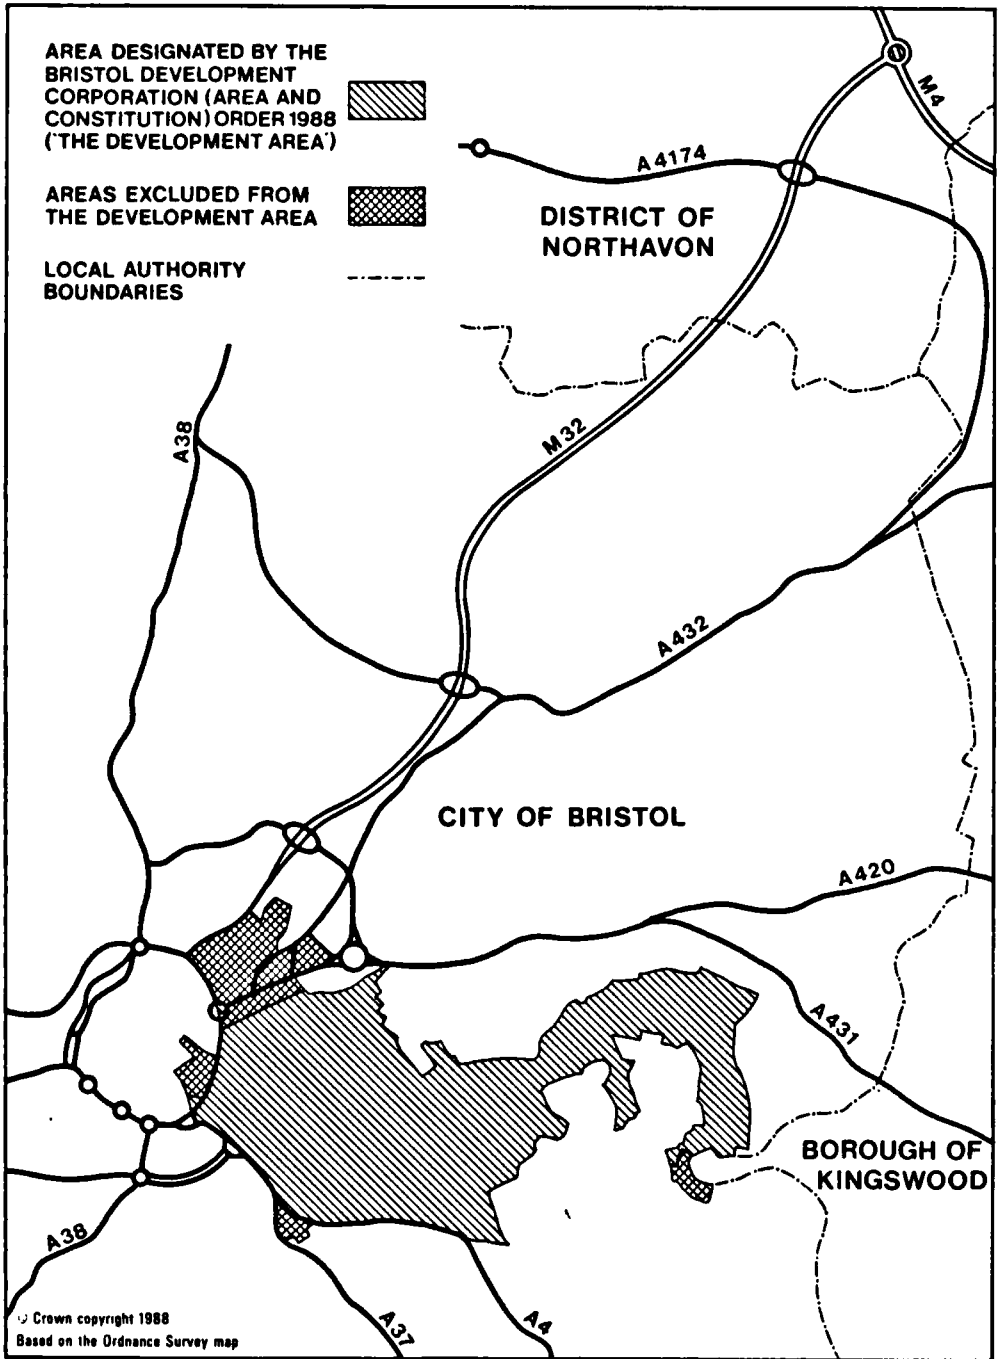 AREA DESIGNATED BY THE
BRISTOL DEVELOPMENT
CORPORATION (AREA AND
CONSTITUTION) ORDER 1988
('THE DEVELOPMENT AREA')
AREAS EXCLUDED FROM
THE DEVELOPMENT AREA
LOCAL AUTHORITY
BOUNDARIES
M4
A4174
DISTRICT OF
NORTHAVON
A38
M32
A432
CITY OF BRISTOL
A420
A431
BOROUGH OF
KINGSWOOD
A38
A37
A4
© Crown copyright 1988
Based on the Ordnance Survey map